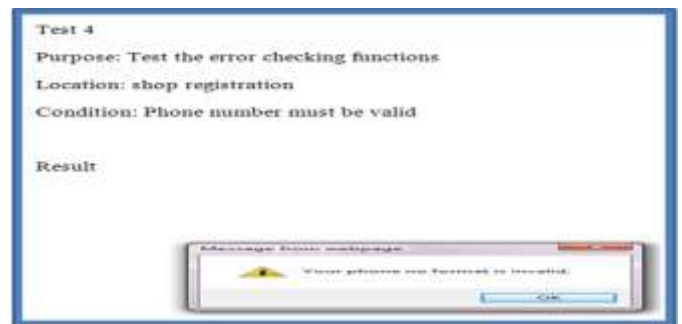 Test 4
Purpose: Test the error checking functions
Location: shop registration
Condition: Phone number must be valid
Result
Message from webpage
Your phone no format is invalid.
OK